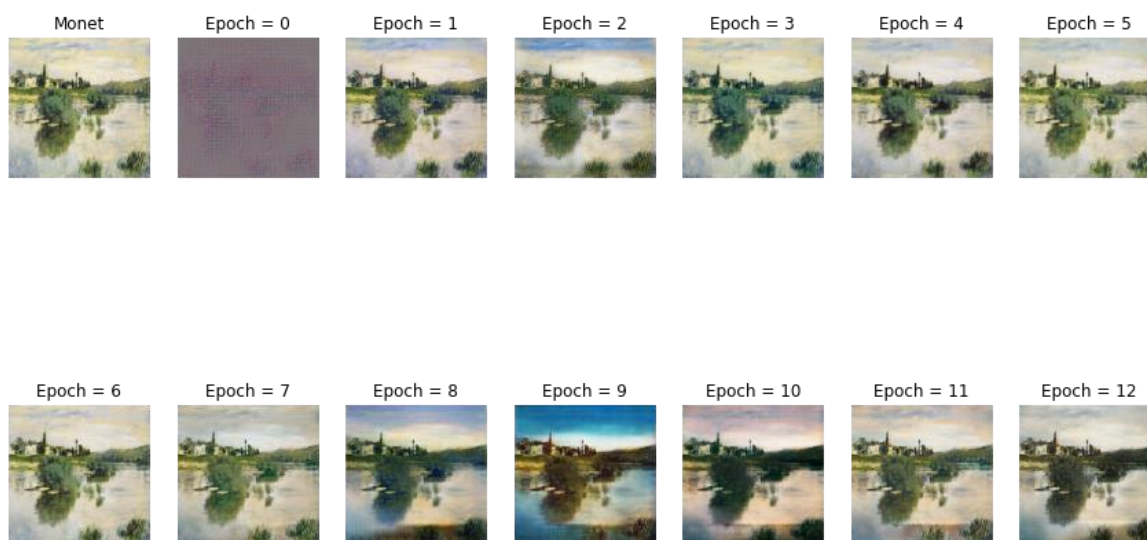 Monet Epoch = 0 Epoch = 1 Epoch = 2 Epoch = 3 Epoch = 4 Epoch = 5
Epoch = 6 Epoch = 7 Epoch = 8 Epoch = 9 Epoch = 10 Epoch = 11 Epoch = 12